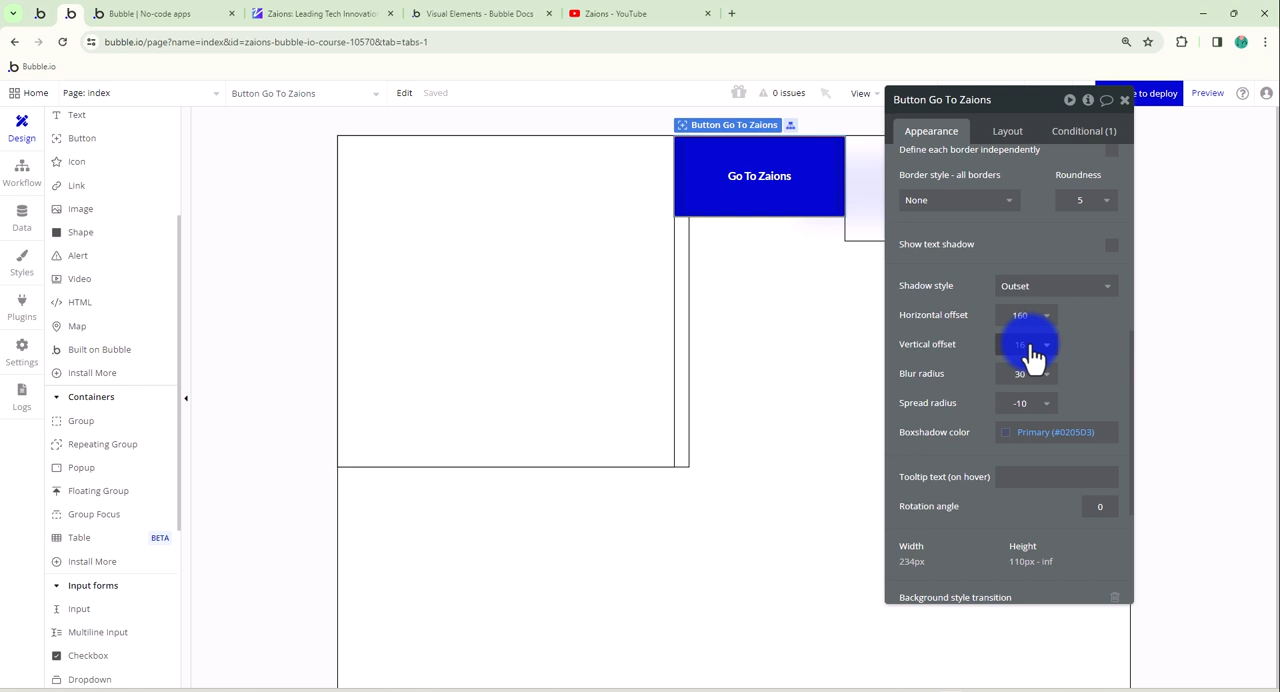 Bubble | No-code apps
Zaions: Leading Tech Innovatio
Visual Elements - Bubble Docs
Zaions - YouTube
bubble.io/page?name=index&id=zaions-bubble-io-course-10570&tab=tabs-1
Bubble.io
Home
Page: index
Button Go To Zaions
Edit
Saved
0 issues
View
e to deploy
Preview
Design
Workflow
Data
Styles
Plugins
Settings
Logs
Text
Button
Icon
Link
Image
Shape
Alert
Video
HTML
Map
Built on Bubble
Install More
Containers
Group
Repeating Group
Popup
Floating Group
Group Focus
Table
BETA
Install More
Input forms
Input
Multiline Input
Checkbox
Dropdown
Button Go To Zaions
Go To Zaions
Button Go To Zaions
Appearance
Layout
Conditional (1)
Define each border independently
Border style - all borders
Roundness
None
5
Show text shadow
Shadow style
Outset
Horizontal offset
160
Vertical offset
16
Blur radius
30
Spread radius
-10
Boxshadow color
Primary (#0205D3)
Tooltip text (on hover)
Rotation angle
0
Width
Height
234px
110px - inf
Background style transition